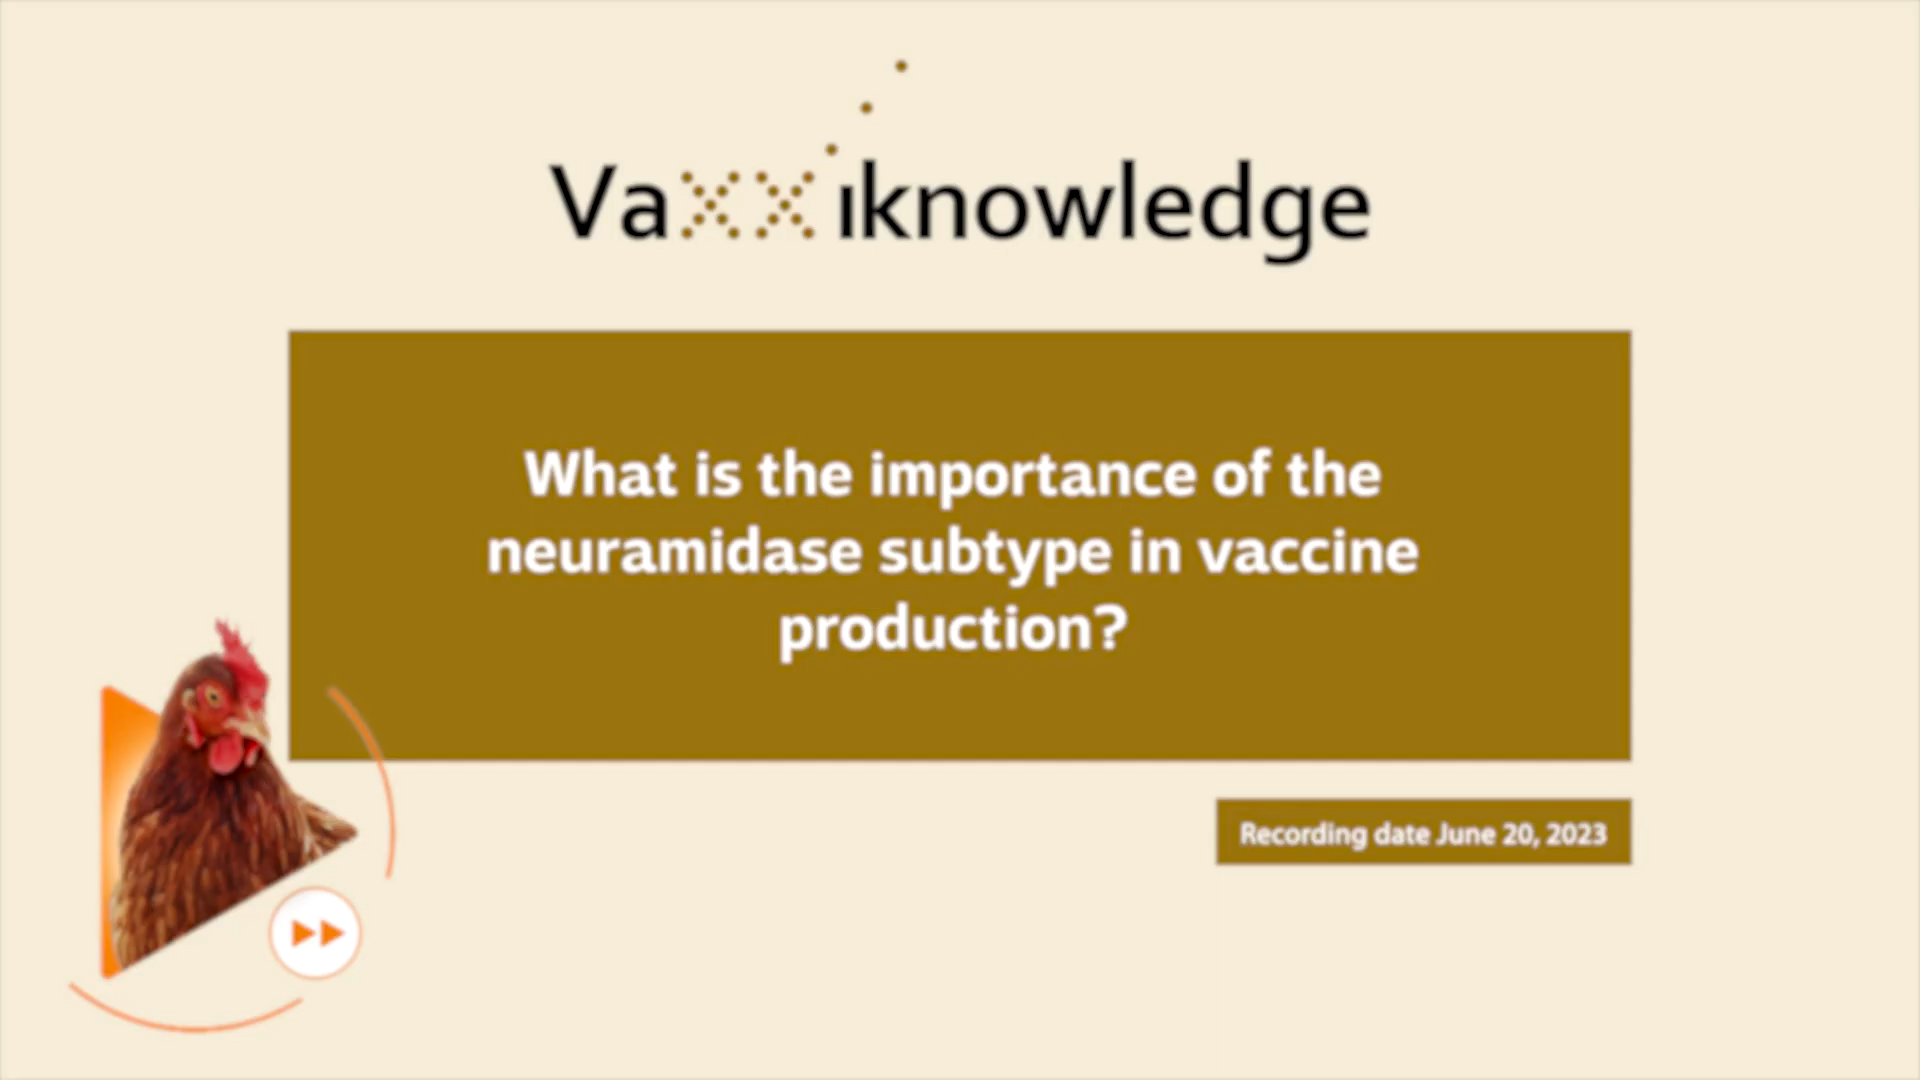 Vaxxiknowledge
What is the importance of the
neuramidase subtype in vaccine
production?
Recording date June 20, 2023